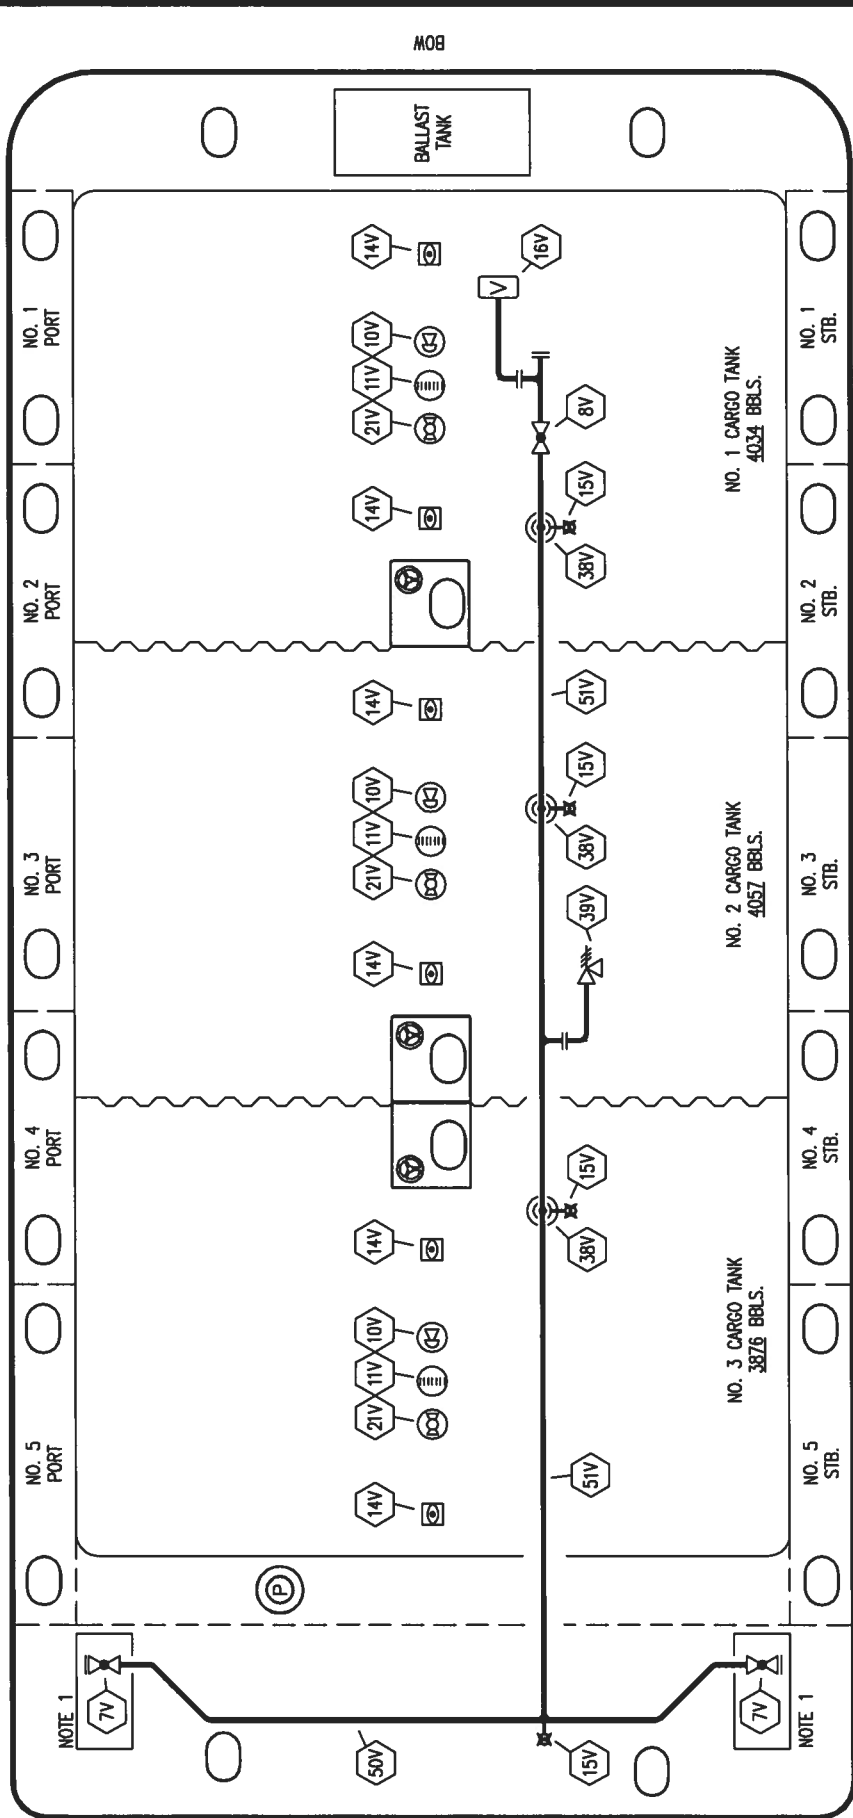 BOW
BALLAST
TANK
NO. 1
PORT
14V
16V
V
NO. 1
STB.
10V
11V
21V
8V
NO. 1 CARGO TANK
4034 BBLS.
14V
15V
38V
NO. 2
PORT
NO. 2
STB.
14V
51V
10V
11V
21V
15V
38V
NO. 3
PORT
NO. 2 CARGO TANK
4057 BBLS.
NO. 3
STB.
14V
39V
NO. 4
PORT
15V
38V
NO. 4
STB.
14V
10V
11V
21V
NO. 3 CARGO TANK
3876 BBLS.
NO. 5
PORT
14V
51V
NO. 5
STB.
P
NOTE 1
7V
50V
15V
7V
NOTE 1